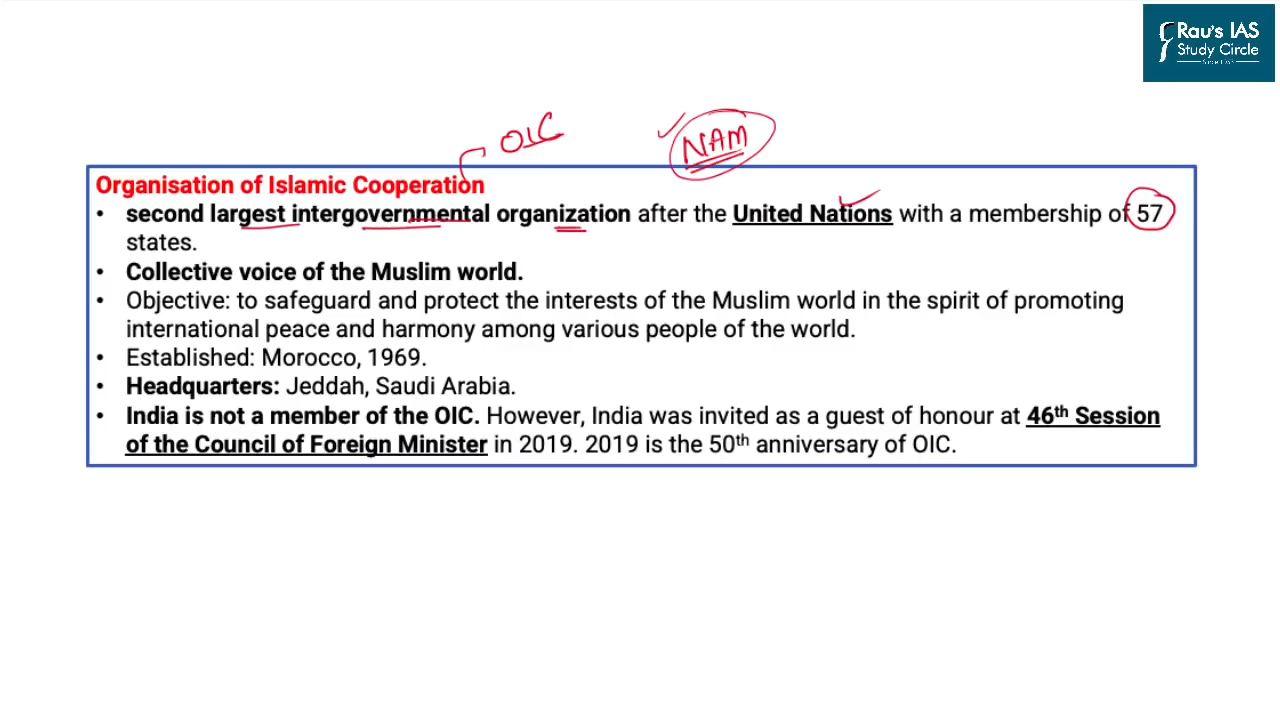 Rau's IAS
Study Circle
OIC
NAM
Organisation of Islamic Cooperation
• second largest intergovernmental organization after the United Nations with a membership of 57
states.
• Collective voice of the Muslim world.
• Objective: to safeguard and protect the interests of the Muslim world in the spirit of promoting
international peace and harmony among various people of the world.
• Established: Morocco, 1969.
• Headquarters: Jeddah, Saudi Arabia.
• India is not a member of the OIC. However, India was invited as a guest of honour at 46th Session
of the Council of Foreign Minister in 2019. 2019 is the 50th anniversary of OIC.